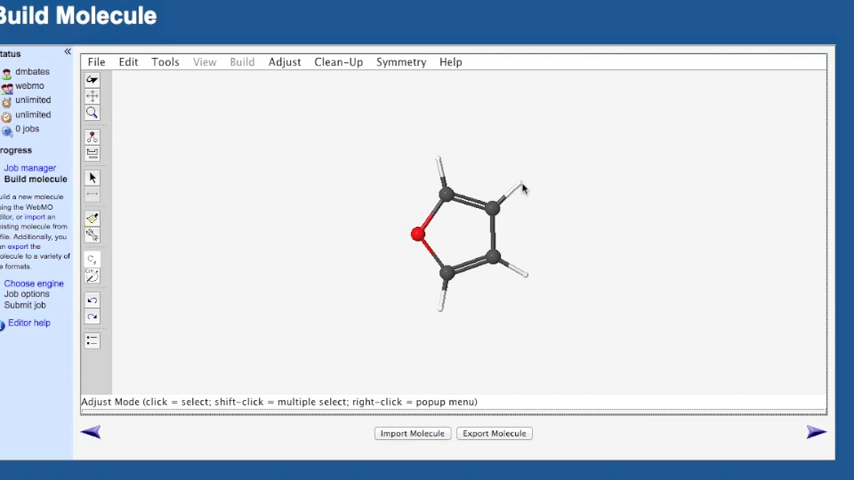 Build Molecule
tatus
dmbates
webmo
unlimited
unlimited
0 jobs
rogress
Job manager
Build molecule
uild a new molecule
sing the WebMO
ditor, or import an
xisting molecule from
file. Additionally, you
an export the
olecule to a variety of
e formats.
Choose engine
Job options
Submit job
Editor help
File Edit Tools View Build Adjust Clean-Up Symmetry Help
Adjust Mode (click = select; shift-click = multiple select; right-click = popup menu)
Import Molecule Export Molecule